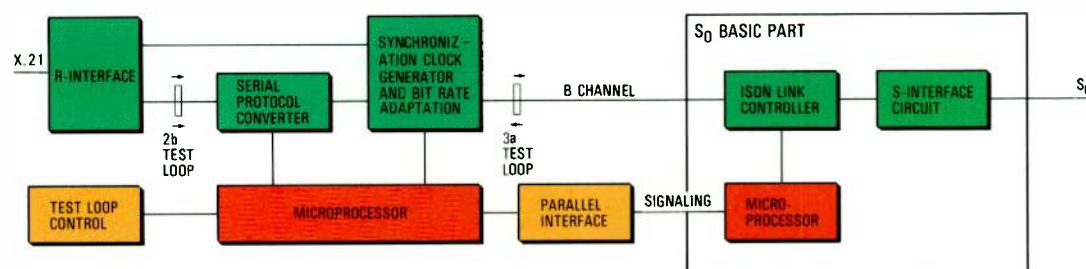 X.21
R-INTERFACE
2b
TEST
LOOP
SERIAL
PROTOCOL
CONVERTER
SYNCHRONIZ-
ATION CLOCK
GENERATOR
AND BIT RATE
ADAPTATION
3a
TEST
LOOP
B CHANNEL
S0 BASIC PART
ISDN LINK
CONTROLLER
S-INTERFACE
CIRCUIT
S0
TEST LOOP
CONTROL
MICROPROCESSOR
PARALLEL
INTERFACE
SIGNALING
MICRO-
PROCESSOR